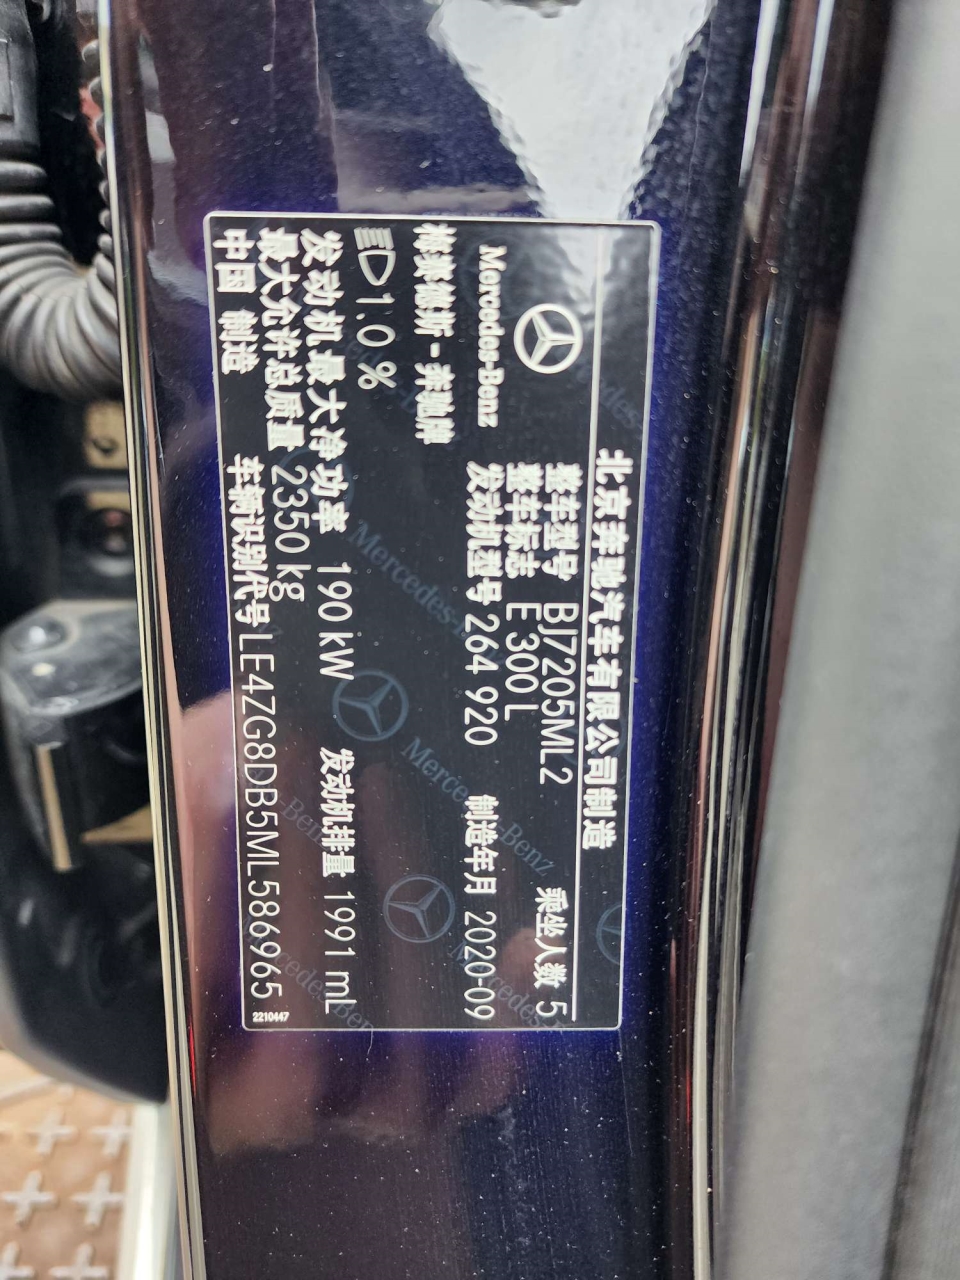 北京奔驰汽车有限公司制造
Mercedes-Benz
整车型号 BJ7205ML2 乘坐人数 5
整车标志 E 300 L
发动机型号 264 920 制造年月 2020-09
梅赛德斯-奔驰牌
1.0 %
发动机最大净功率 190 kW 发动机排量 1991 mL
最大允许总质量 2350 kg
中国 制造 车辆识别代号 LE4ZG8DB5ML586965
2210447